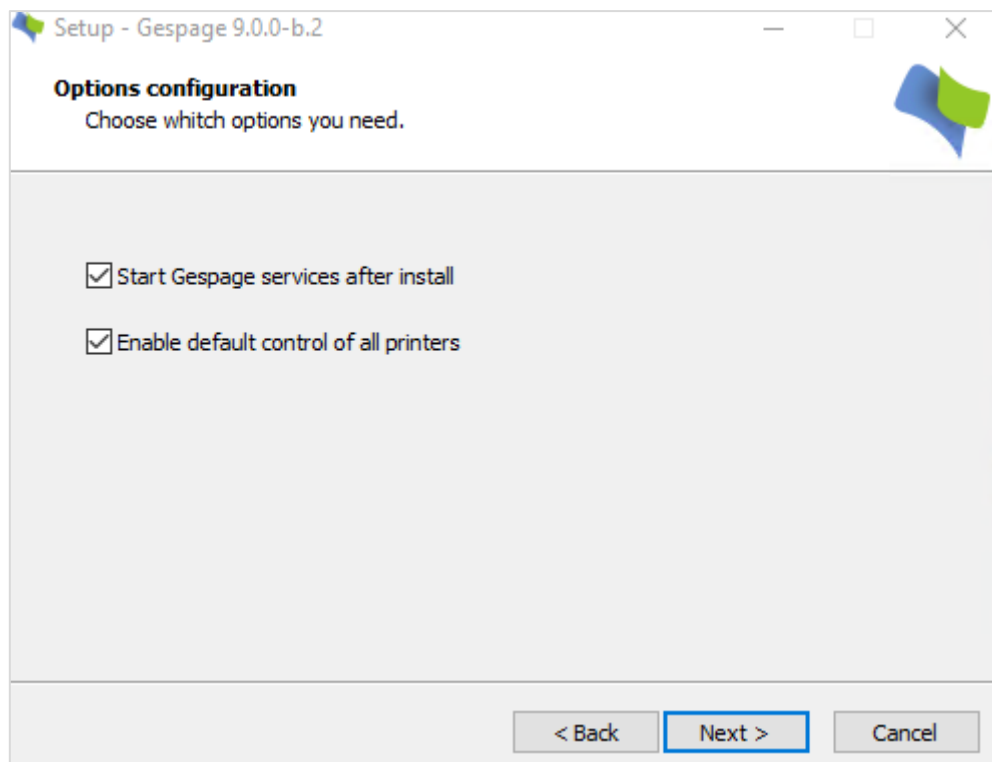 Setup - Gespage 9.0.0-b.2
Options configuration
Choose whitch options you need.
Start Gespage services after install
Enable default control of all printers
< Back Next > Cancel